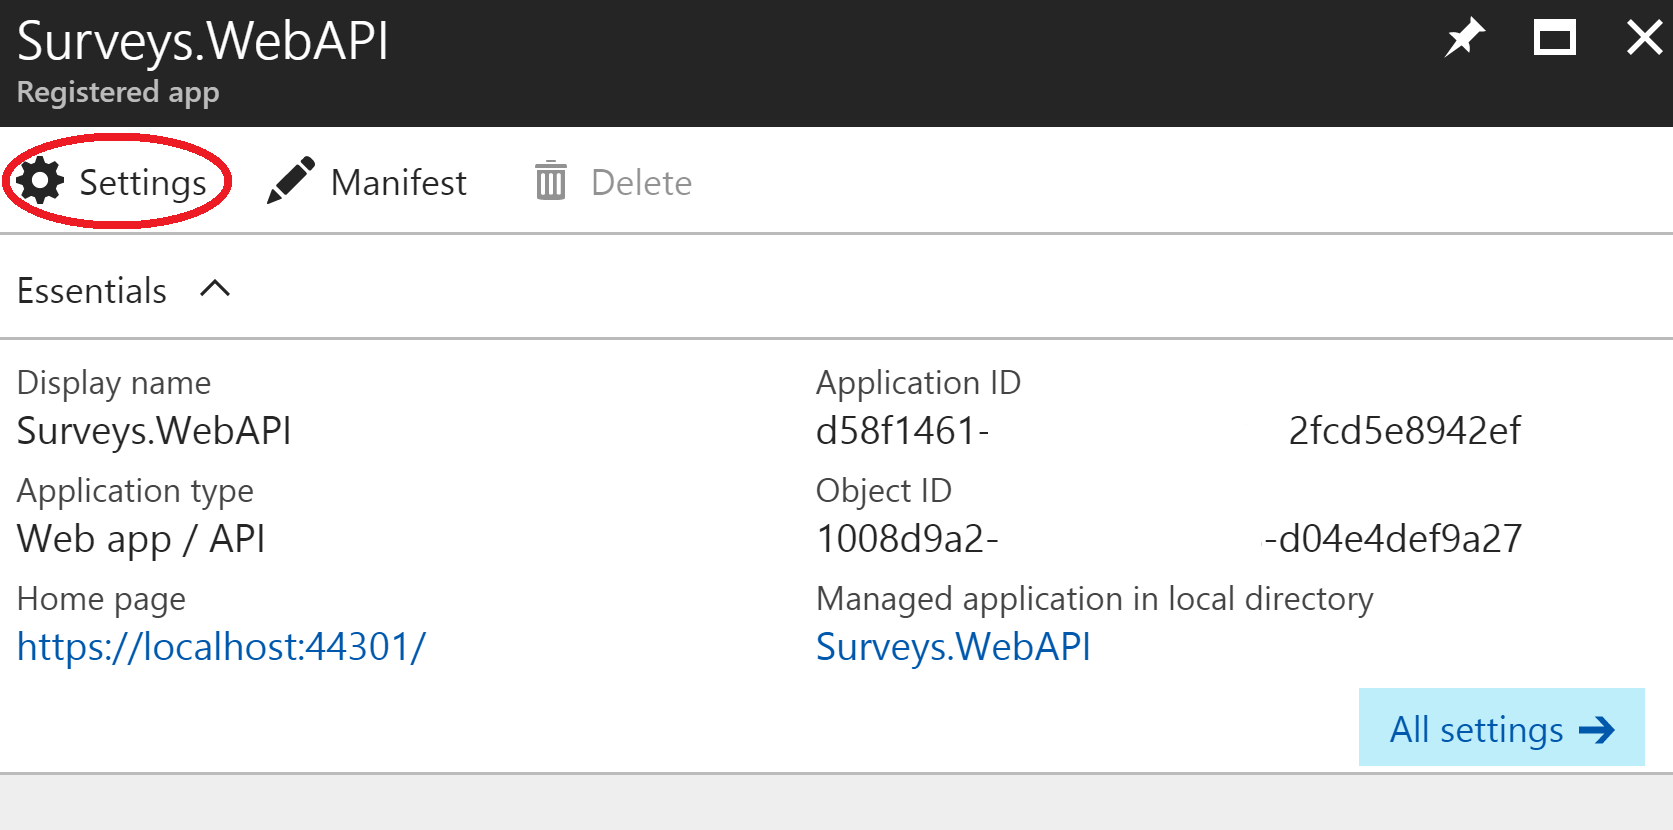 Surveys.WebAPI
Registered app
Settings Manifest Delete
Essentials
Display name
Surveys.WebAPI
Application type
Web app / API
Home page
https://localhost:44301/
Application ID
d58f1461- 2fcd5e8942ef
Object ID
1008d9a2- -d04e4def9a27
Managed application in local directory
Surveys.WebAPI
All settings